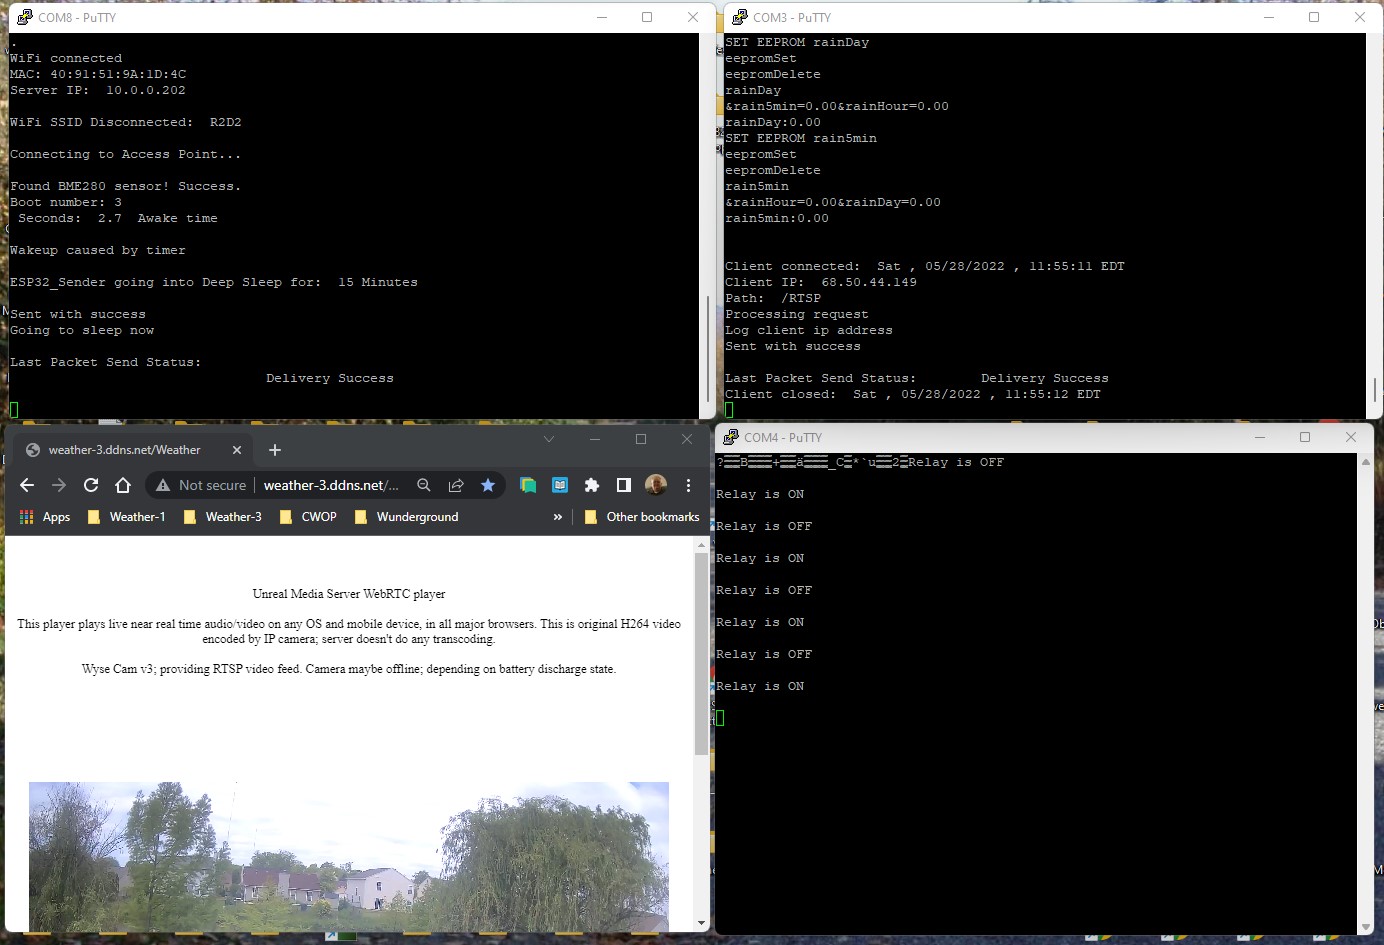 COM8 - PuTTY
.
WiFi connected
MAC: 40:91:51:9A:1D:4C
Server IP:  10.0.0.202
WiFi SSID Disconnected:  R2D2
Connecting to Access Point...
Found BME280 sensor! Success.
Boot number: 3
Seconds:  2.7  Awake time
Wakeup caused by timer
ESP32_Sender going into Deep Sleep for:  15 Minutes
Sent with success
Going to sleep now
Last Packet Send Status:
Delivery Success
COM3 - PuTTY
SET EEPROM rainDay
eepromSet
eepromDelete
rainDay
&rain5min=0.00&rainHour=0.00
rainDay:0.00
SET EEPROM rain5min
eepromSet
eepromDelete
rain5min
&rainHour=0.00&rainDay=0.00
rain5min:0.00
Client connected:  Sat , 05/28/2022 , 11:55:11 EDT
Client IP:  68.50.44.149
Path:  /RTSP
Processing request
Log client ip address
Sent with success
Last Packet Send Status:        Delivery Success
Client closed:  Sat , 05/28/2022 , 11:55:12 EDT
weather-3.ddns.net/Weather
Not secure weather-3.ddns.net/...
Apps Weather-1 Weather-3 CWOP Wunderground » Other bookmarks
Unreal Media Server WebRTC player
This player plays live near real time audio/video on any OS and mobile device, in all major browsers. This is original H264 video
encoded by IP camera; server doesn't do any transcoding.
Wyse Cam v3; providing RTSP video feed. Camera maybe offline; depending on battery discharge state.
COM4 - PuTTY
Relay is OFF
Relay is ON
Relay is OFF
Relay is ON
Relay is OFF
Relay is ON
Relay is OFF
Relay is ON